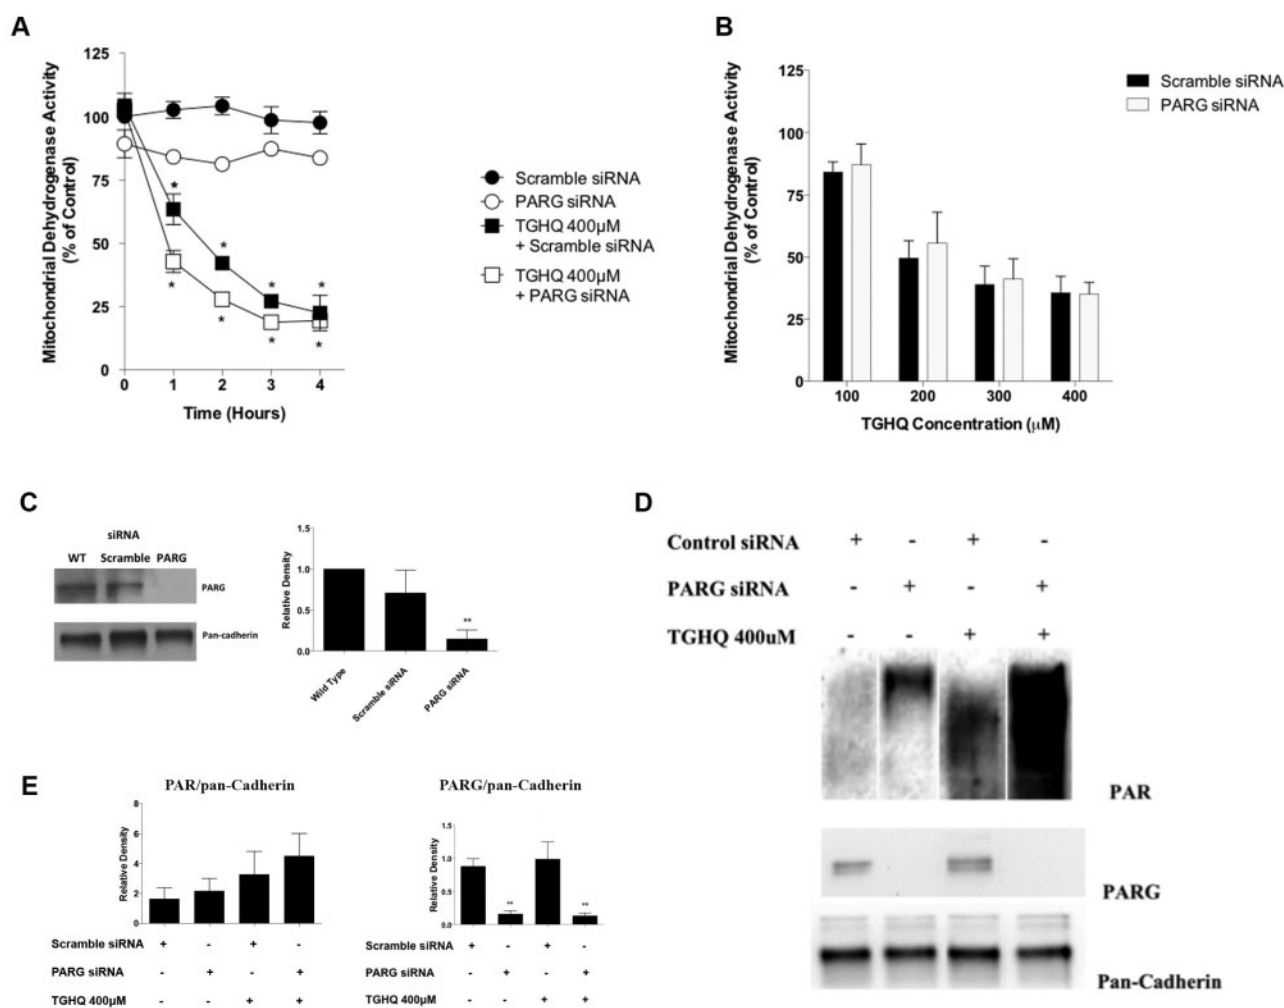 A
Mitochondrial Dehydrogenase Activity
(% of Control)
125
100
75
50
25
0
* * * *
* * * *
0 1 2 3 4
Time (Hours)
Scramble siRNA
PARG siRNA
TGHQ 400µM
+ Scramble siRNA
TGHQ 400µM
+ PARG siRNA
B
Mitochondrial Dehydrogenase Activity
(% of Control)
125
100
75
50
25
0
100 200 300 400
TGHQ Concentration (µM)
Scramble siRNA
PARG siRNA
C
siRNA
WT Scramble PARG
PARG
Pan-cadherin
Relative Density
1.5
1.0
0.5
0.0
**
Wild Type
Scramble siRNA
PARG siRNA
D
Control siRNA + - + -
PARG siRNA - + - +
TGHQ 400uM - - + +
PAR
PARG
Pan-Cadherin
E
PAR/pan-Cadherin
Relative Density
8
6
4
2
0
Scramble siRNA + - + -
PARG siRNA - + - +
TGHQ 400µM - - + +
PARG/pan-Cadherin
Relative Density
1.5
1.0
0.5
0.0
** **
Scramble siRNA + - + -
PARG siRNA - + - +
TGHQ 400µM - - + +